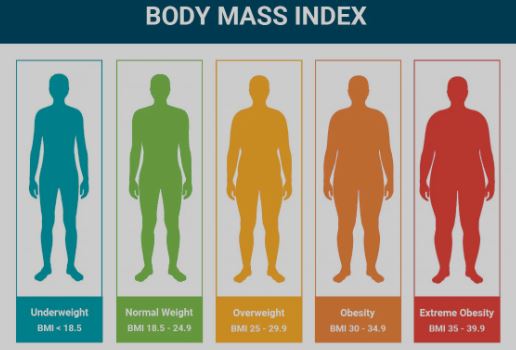 BODY MASS INDEX
Underweight
BMI < 18.5
Normal Weight
BMI 18.5 - 24.9
Overweight
BMI 25 - 29.9
Obesity
BMI 30 - 34.9
Extreme Obesity
BMI 35 - 39.9